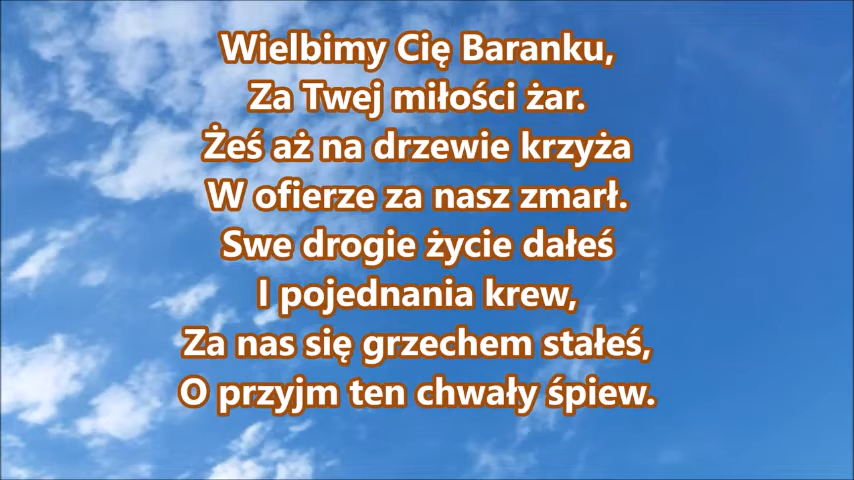 Wielbimy Cię Baranku,
Za Twej miłości żar.
Żeś aż na drzewie krzyża
W ofierze za nasz zmarł.
Swe drogie życie dałeś
I pojednania krew,
Za nas się grzechem stałeś,
O przyjm ten chwały śpiew.